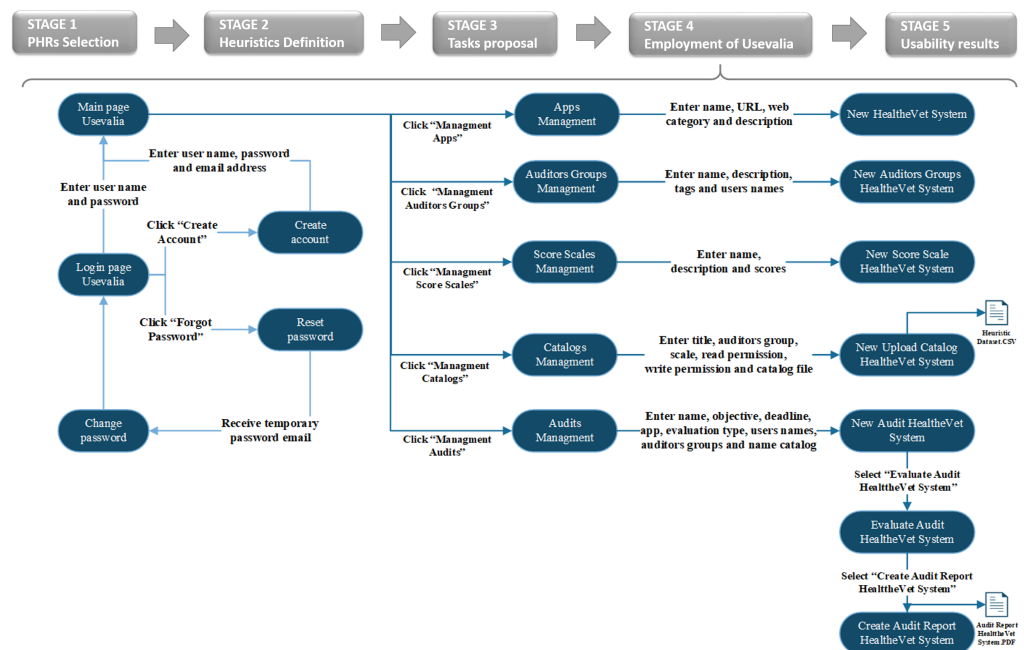 STAGE 1
PHRs Selection
STAGE 2
Heuristics Definition
STAGE 3
Tasks proposal
STAGE 4
Employment of Usevalia
STAGE 5
Usability results
Main page
Usevalia
Click “Managment
Apps”
Apps
Managment
Enter name, URL, web
category and description
New HealtheVet System
Enter user name, password
and email address
Enter user name
and password
Click “Managment
Auditors Groups”
Auditors Groups
Managment
Enter name, description,
tags and users names
New Auditors Groups
HealtheVet System
Click “Create
Account”
Create
account
Login page
Usevalia
Click “Managment
Score Scales”
Score Scales
Managment
Enter name,
description and scores
New Score Scale
HealtheVet System
Click “Forgot
Password”
Reset
password
Click “Managment
Catalogs”
Catalogs
Managment
Enter title, auditors group,
scale, read permission,
write permission and catalog file
New Upload Catalog
HealtheVet System
Heuristic
Dataset.CSV
Change
password
Receive temporary
password email
Click “Managment
Audits”
Audits
Managment
Enter name, objective, deadline,
app, evaluation type, users names,
auditors groups and name catalog
New Audit HealtheVet
System
Select “Evaluate Audit
HealttheVet System”
Evaluate Audit
HealtheVet System
Select “Create Audit Report
HealttheVet System”
Create Audit Report
HealtheVet System
Audit Report
HealttheVet
System.PDF